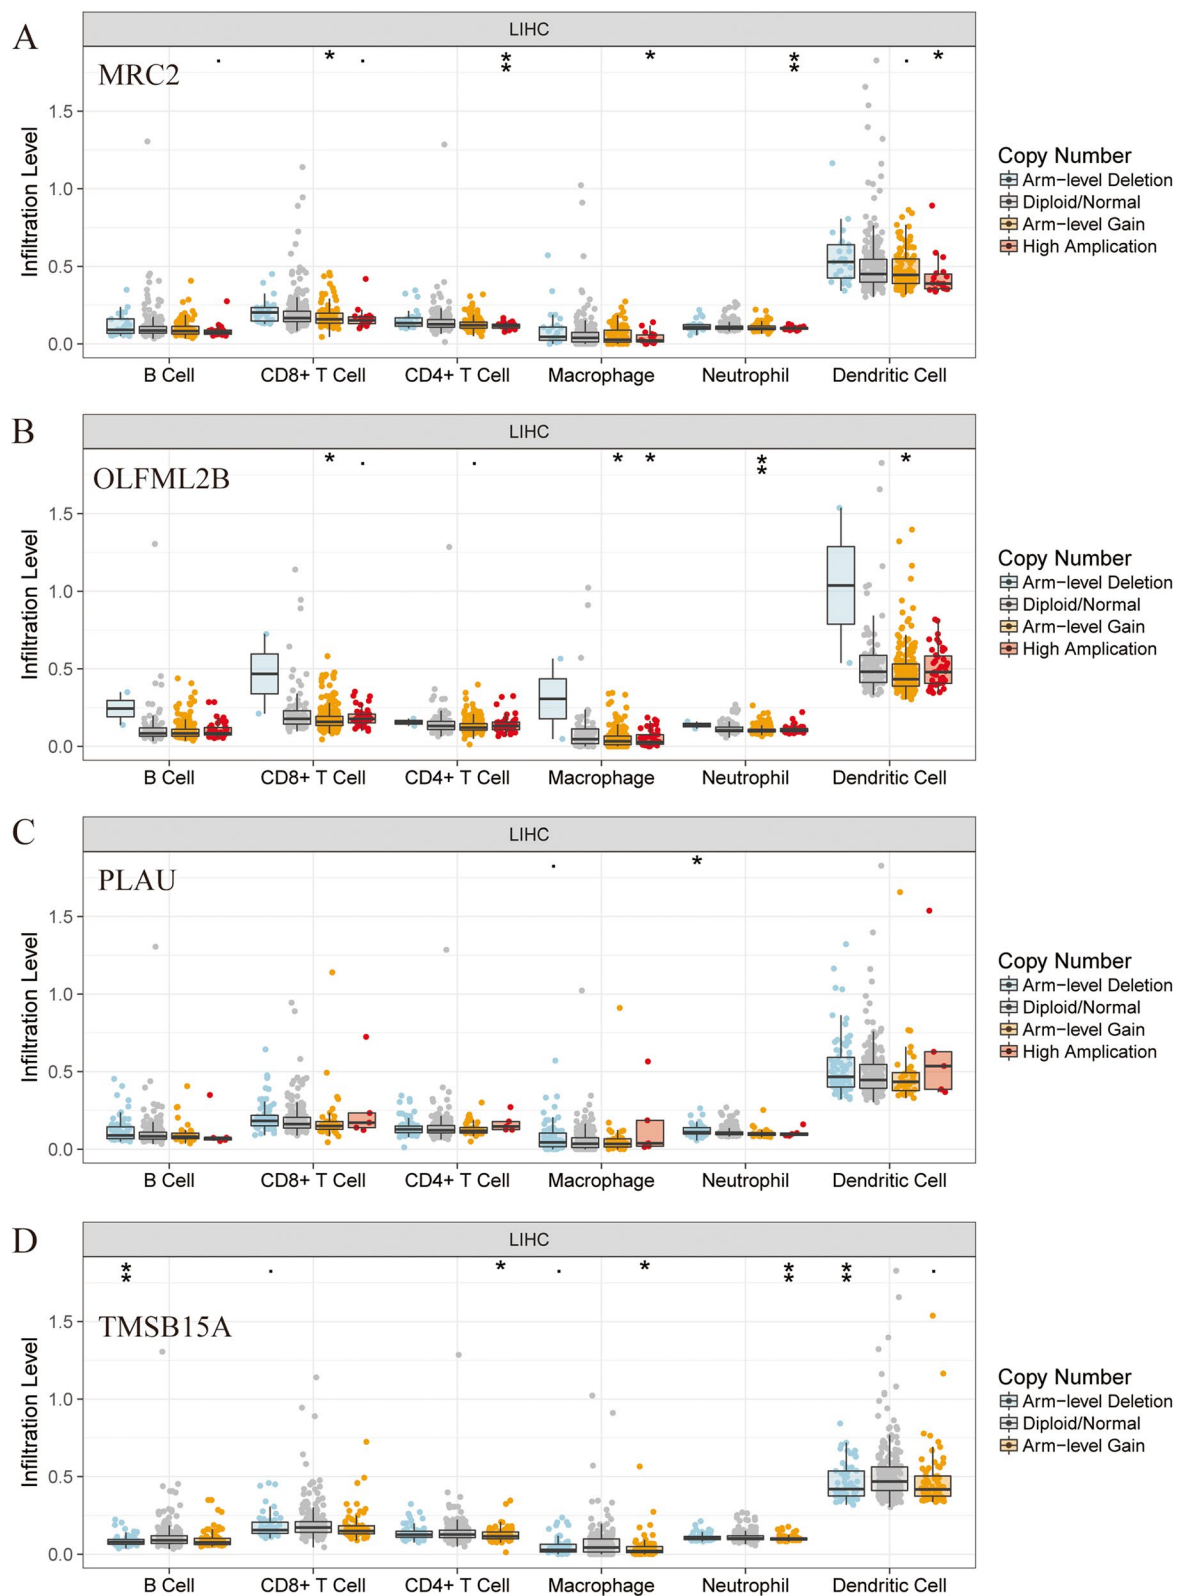 A
LIHC
MRC2
. * . * * * * * . *
Infiltration Level
1.5
1.0
0.5
0.0
B Cell CD8+ T Cell CD4+ T Cell Macrophage Neutrophil Dendritic Cell
Copy Number
Arm-level Deletion
Diploid/Normal
Arm-level Gain
High Amplication
B
LIHC
OLFML2B
* . . * * * * *
Infiltration Level
1.5
1.0
0.5
0.0
B Cell CD8+ T Cell CD4+ T Cell Macrophage Neutrophil Dendritic Cell
Copy Number
Arm-level Deletion
Diploid/Normal
Arm-level Gain
High Amplication
C
LIHC
PLAU
. *
Infiltration Level
1.5
1.0
0.5
0.0
B Cell CD8+ T Cell CD4+ T Cell Macrophage Neutrophil Dendritic Cell
Copy Number
Arm-level Deletion
Diploid/Normal
Arm-level Gain
High Amplication
D
LIHC
TMSB15A
* * . * . * * * * * .
Infiltration Level
1.5
1.0
0.5
0.0
B Cell CD8+ T Cell CD4+ T Cell Macrophage Neutrophil Dendritic Cell
Copy Number
Arm-level Deletion
Diploid/Normal
Arm-level Gain